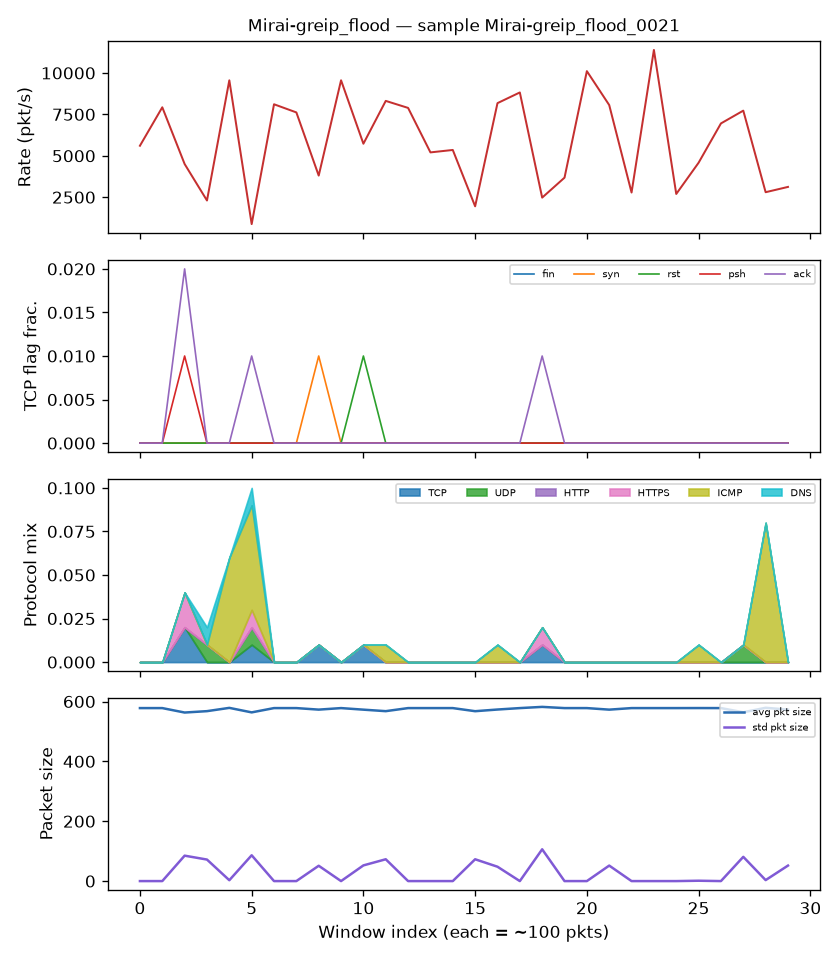 Mirai-greip_flood — sample Mirai-greip_flood_0021
Rate (pkt/s)
10000
7500
5000
2500
TCP flag frac.
0.020
0.015
0.010
0.005
0.000
fin syn rst psh ack
Protocol mix
0.100
0.075
0.050
0.025
0.000
TCP UDP HTTP HTTPS ICMP DNS
Packet size
600
400
200
0
avg pkt size
std pkt size
0 5 10 15 20 25 30
Window index (each = ~100 pkts)